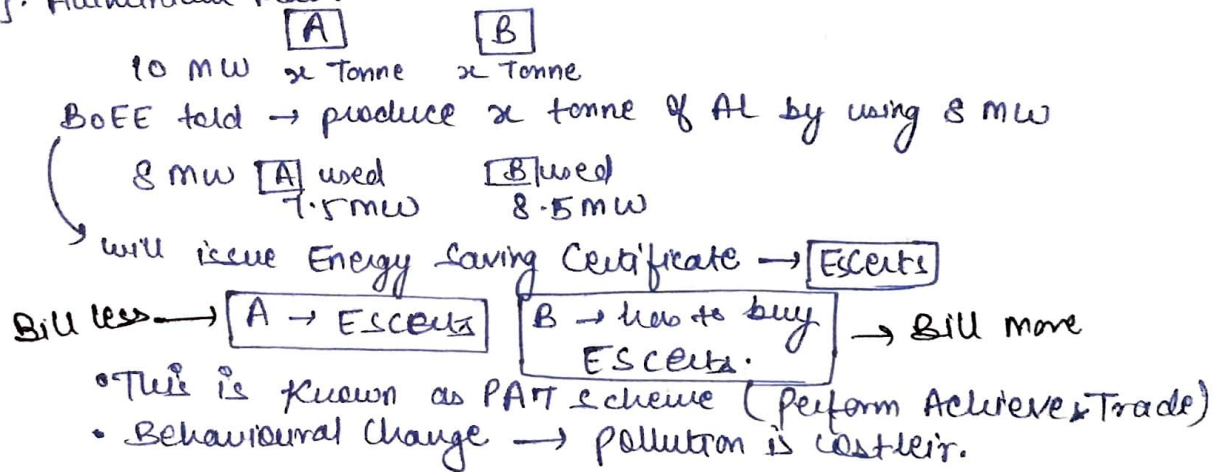 A B
10 MW x Tonne x Tonne
BOEE told → produce x tonne of AL by using 8 MW
8 MW A used B used
7.5 MW 8.5 MW
will issue Energy Saving Certificate → EScerts
Bill less → A → EScerts B → has to buy → Bill more
EScerts.
• This is known as PAT scheme (Perform Achieve & Trade)
• Behavioural Change → pollution is costleir.